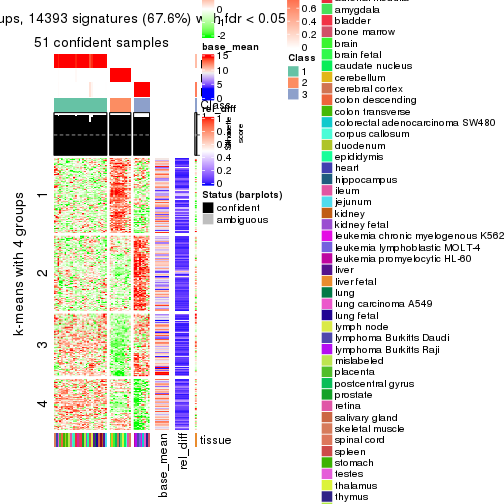 ups, 14393 signatures (67.6%) with fdr < 0.05
51 confident samples
k-means with 4 groups
1
2
3
4
base_mean
rel_diff
tissue
0
-2
base_mean
15
10
5
0
Class
rel_diff
1
0.8
0.6
0.4
0.2
0
Silhouette
score
Status (barplots)
confident
ambiguous
0.6
0.4
0.2
0
Class
1
2
3
amygdala
bladder
bone marrow
brain
brain fetal
caudate nucleus
cerebellum
cerebral cortex
colon descending
colon transverse
colorectal adenocarcinoma SW480
corpus callosum
duodenum
epididymis
heart
hippocampus
ileum
jejunum
kidney
kidney fetal
leukemia chronic myelogenous K562
leukemia lymphoblastic MOLT-4
leukemia promyelocytic HL-60
liver
liver fetal
lung
lung carcinoma A549
lung fetal
lymph node
lymphoma Burkitts Daudi
lymphoma Burkitts Raji
mislabeled
placenta
postcentral gyrus
prostate
retina
salivary gland
skeletal muscle
spinal cord
spleen
stomach
testes
thalamus
thymus